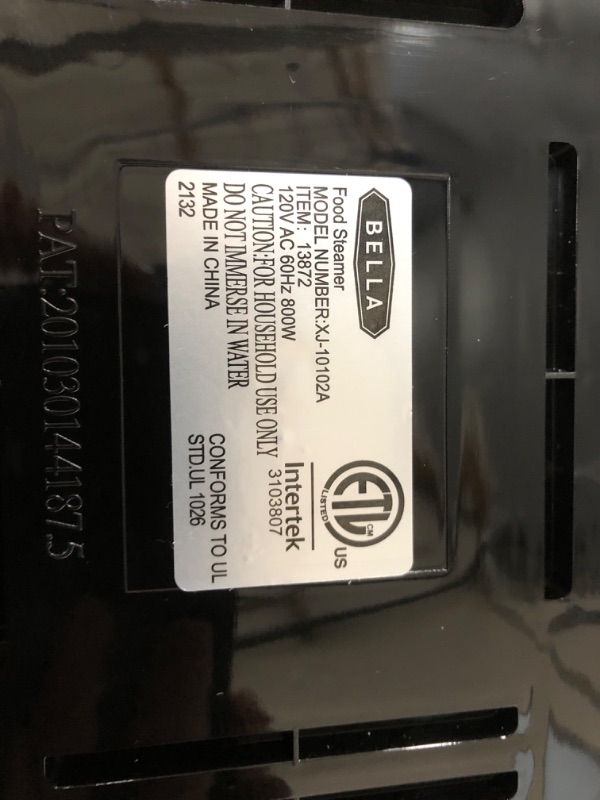 BELLA
Food Steamer
MODEL NUMBER:XJ-10102A
ITEM: 13872
120V AC 60Hz 800W
CAUTION:FOR HOUSEHOLD USE ONLY
DO NOT IMMERSE IN WATER
MADE IN CHINA
2132
ETL
CM
LISTED
US
Intertek
3103807
CONFORMS TO UL
STD.UL 1026
PAT:201030144187.5